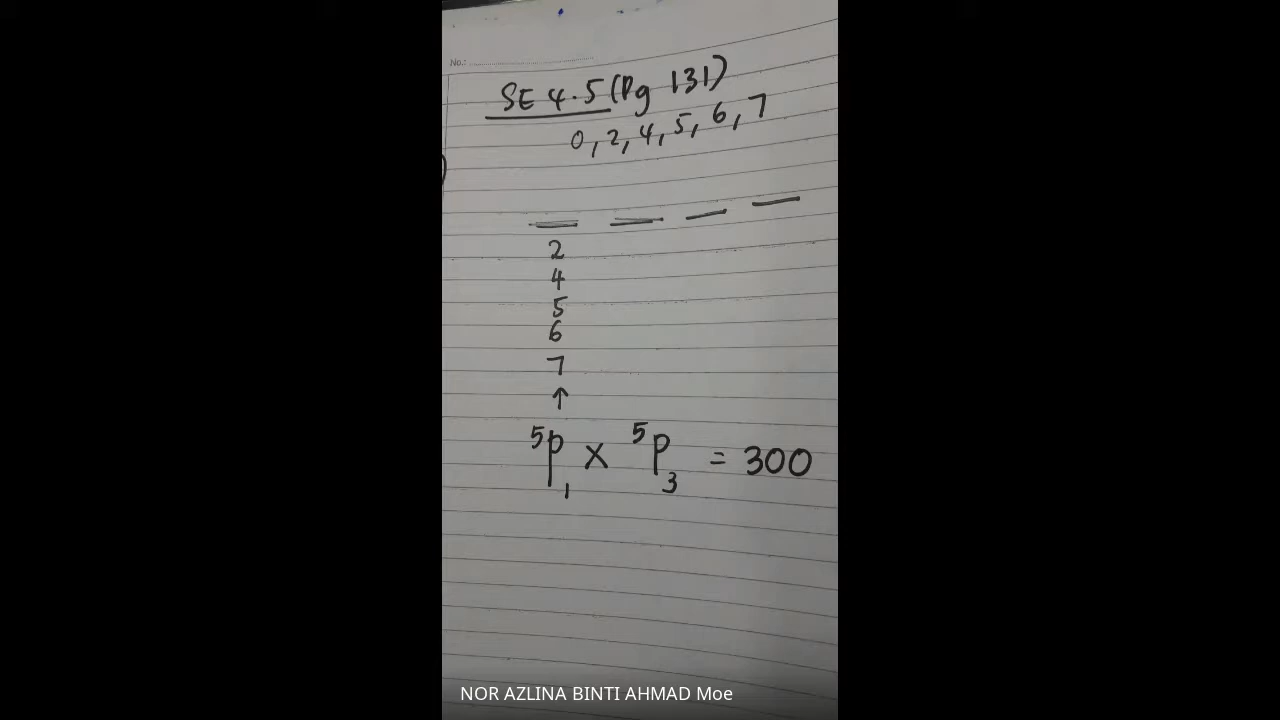 No.:
SE 4.5 (Pg 131)
0, 2, 4, 5, 6, 7
2
4
5
6
7
↑
⁵P₁ × ⁵P₃ = 300
NOR AZLINA BINTI AHMAD Moe